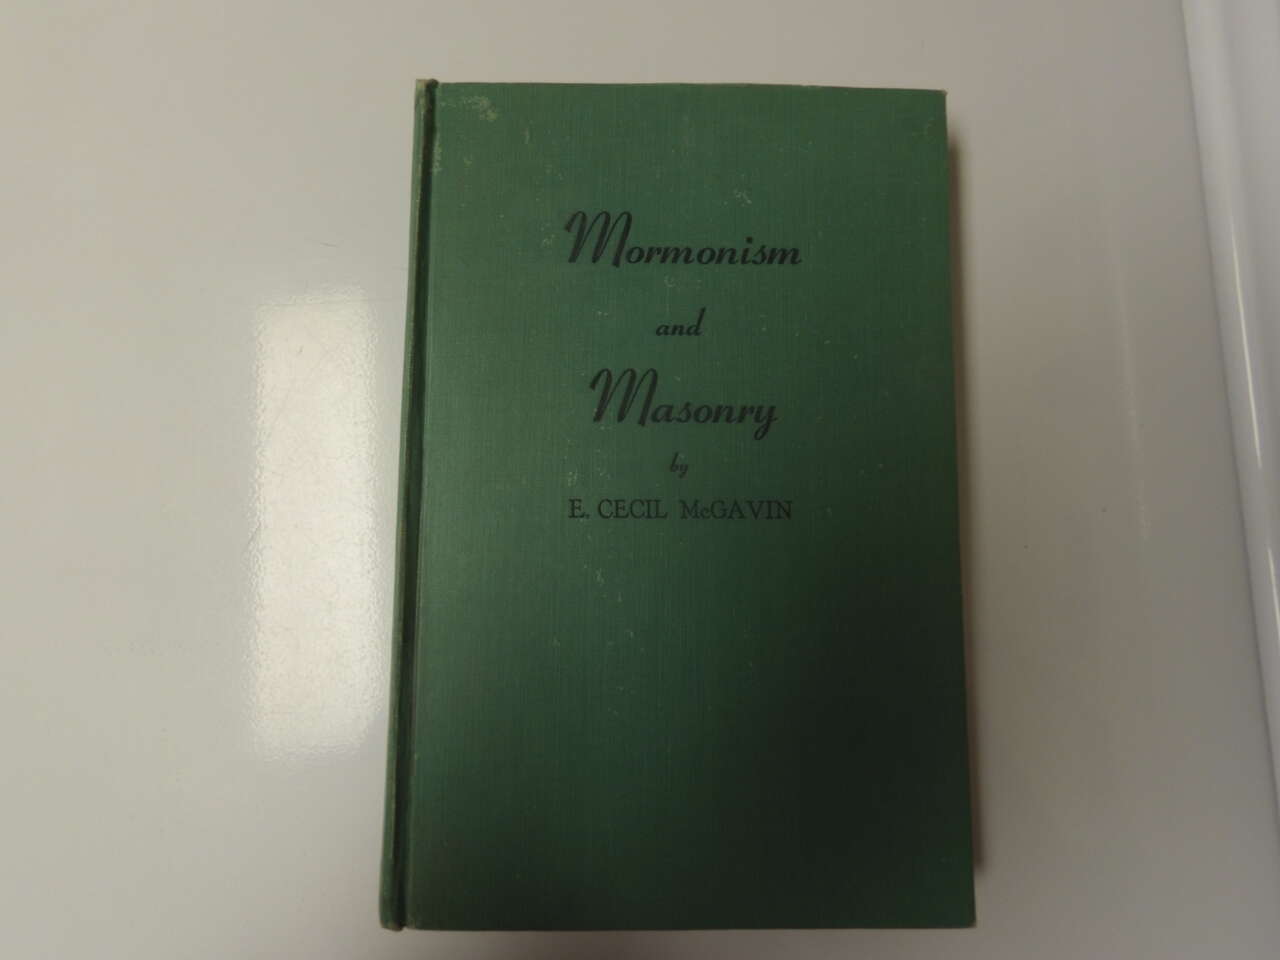 Mormonism
and
Masonry
by
E. CECIL McGAVIN